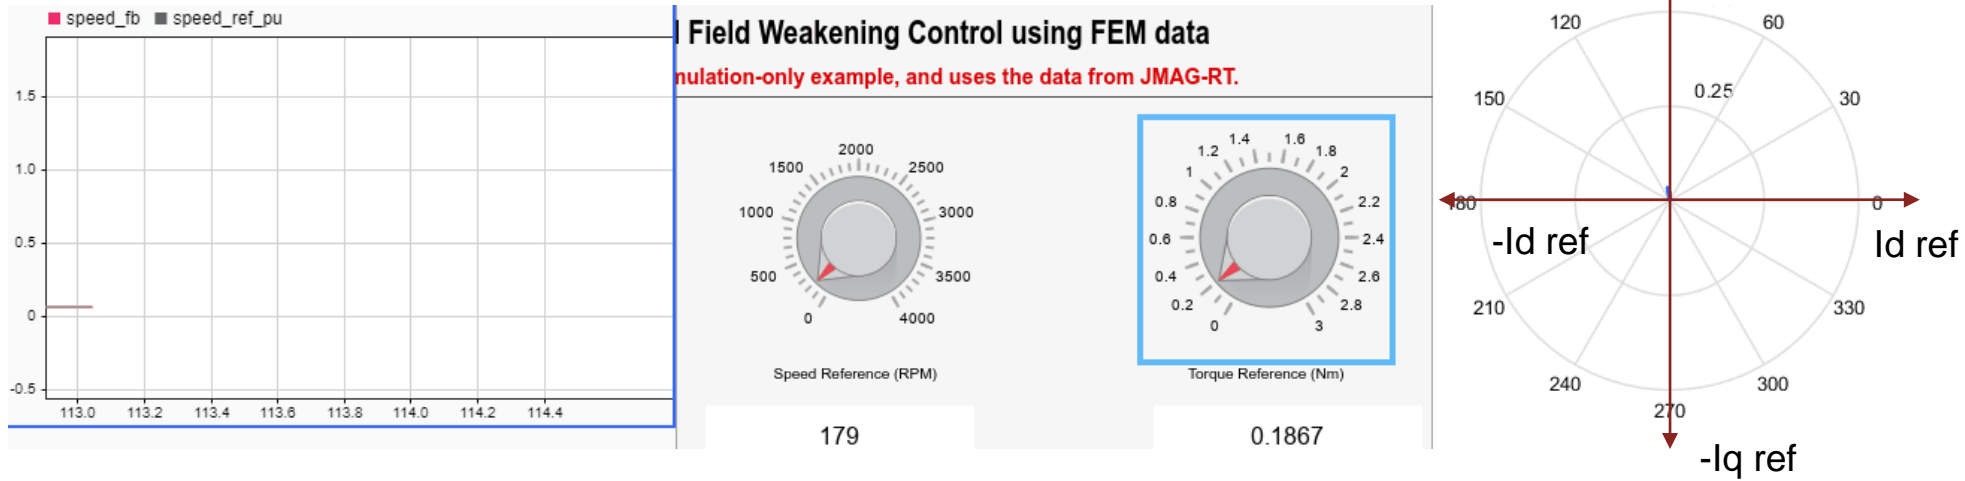 speed_fb speed_ref_pu
1.5
1.0
0.5
0
-0.5
113.0 113.2 113.4 113.6 113.8 114.0 114.2 114.4
Field Weakening Control using FEM data
mulation-only example, and uses the data from JMAG-RT.
0 500 1000 1500 2000 2500 3000 3500 4000
Speed Reference (RPM)
179
0 0.2 0.4 0.6 0.8 1 1.2 1.4 1.6 1.8 2 2.2 2.4 2.6 2.8 3
Torque Reference (Nm)
0.1867
120 60
0.25
150 30
180 0
-Id ref Id ref
210 330
240 300
270
-Iq ref